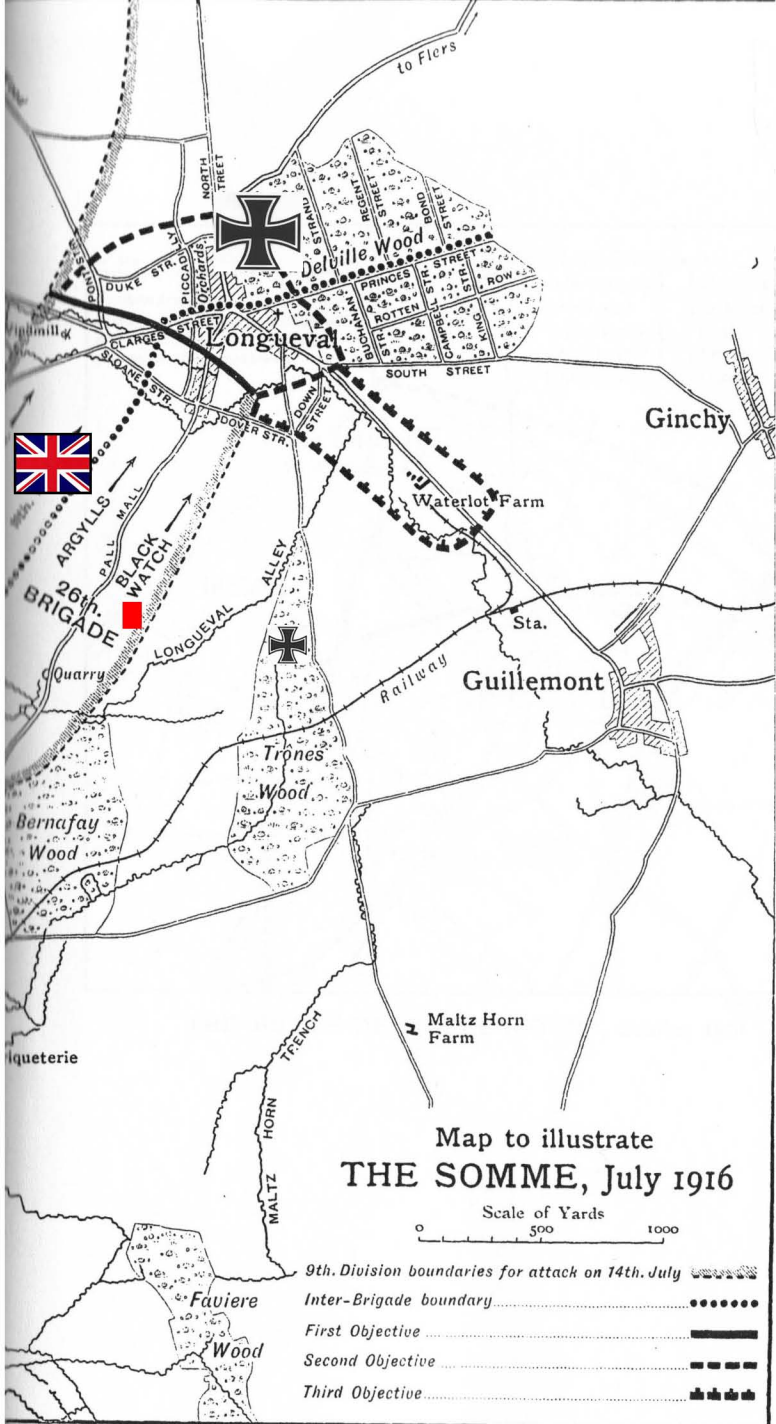 to Flers
NORTH
STREET
STRAND
REGENT
STREET
BOND
STREET
Delville Wood
DUKE STR.
PICCADILLY
Orchards
PRINCES STREET
ROTTEN ROW
BUCHANAN
STR.
CAMPBELL
STR.
KING
STR.
CLARGES STREET
Longueval
SLOANE STR.
SOUTH STREET
DOWN
STREET
DOVER STR.
Ginchy
Waterlot Farm
ARGYLLS
PALL MALL
BLACK
WATCH
26th.
BRIGADE
LONGUEVAL ALLEY
Sta.
Quarry
Railway
Guillemont
Trônes
Wood
Bernafay
Wood
Maltz Horn
Farm
MALTZ HORN TRENCH
Map to illustrate
THE SOMME, July 1916
Scale of Yards
0 500 1000
9th. Division boundaries for attack on 14th. July
Inter-Brigade boundary
First Objective
Second Objective
Third Objective
Faviere
Wood